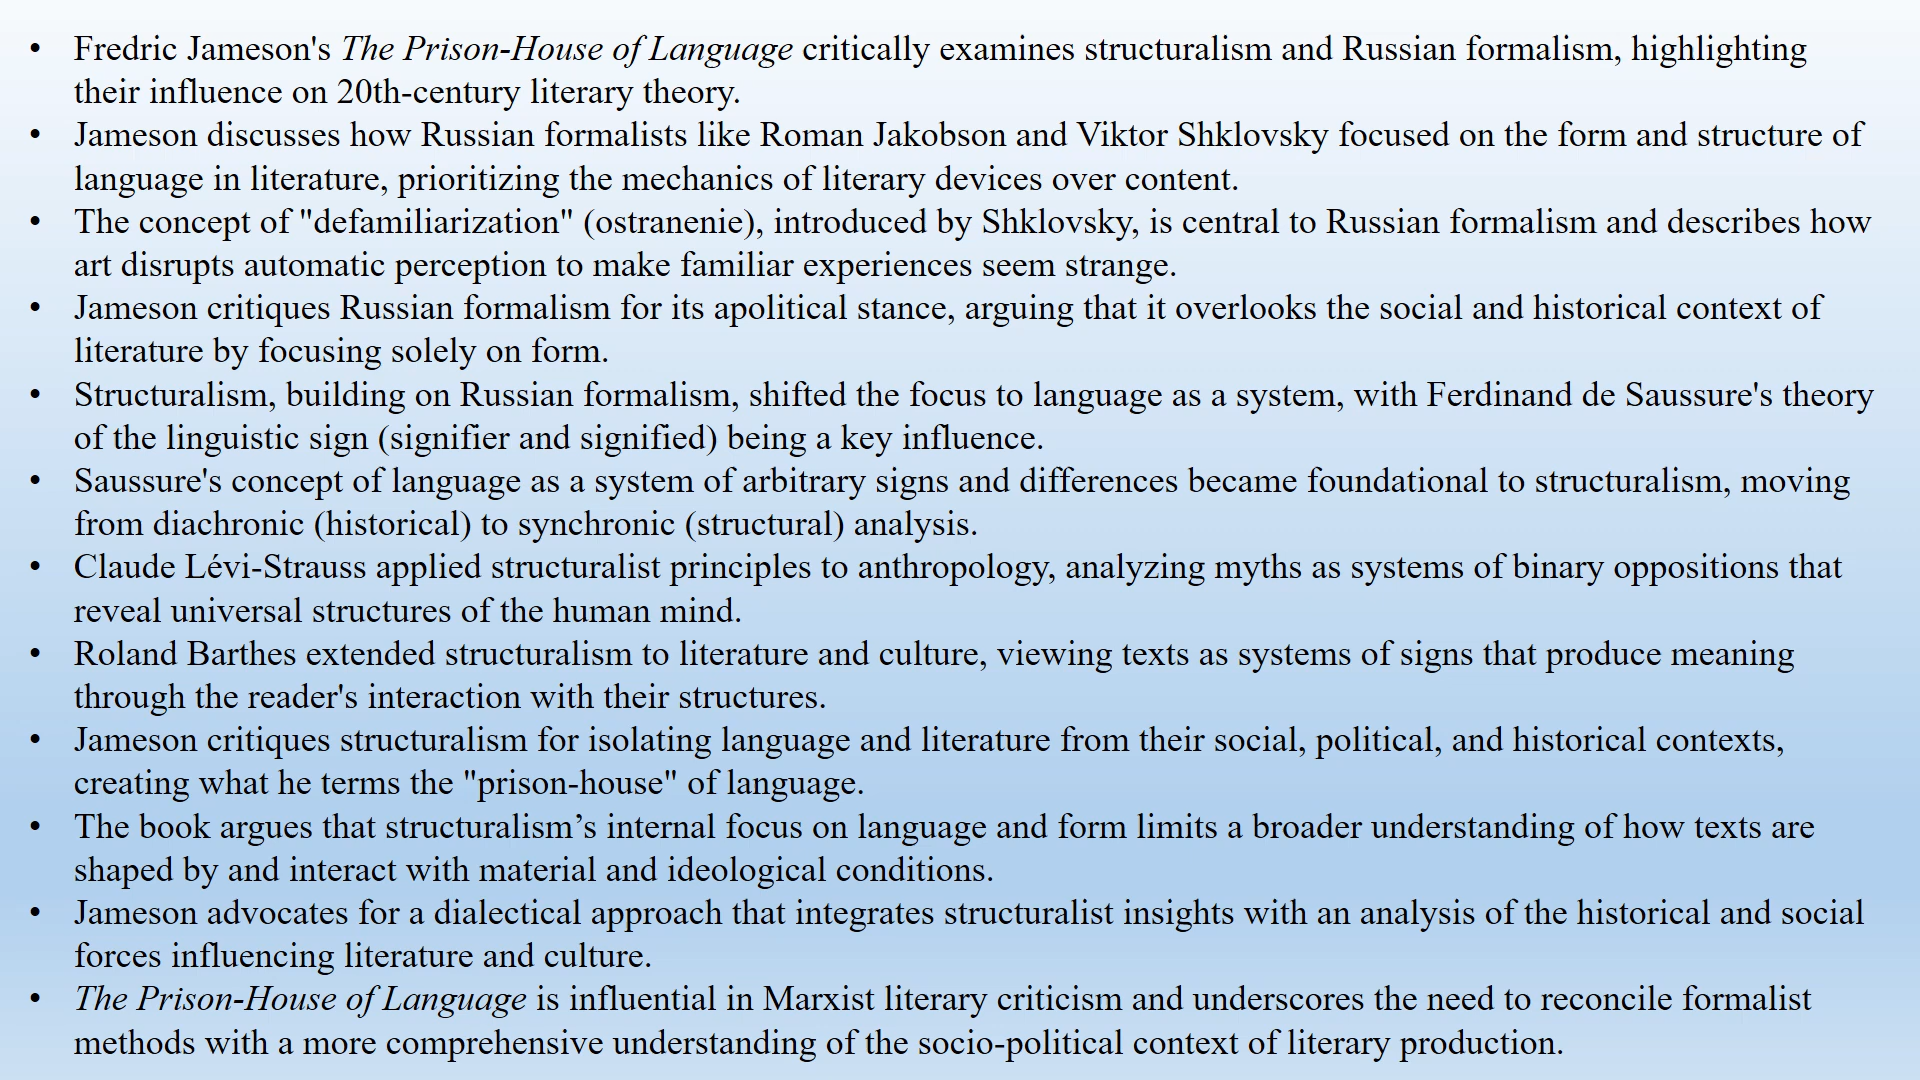 • Fredric Jameson's The Prison-House of Language critically examines structuralism and Russian formalism, highlighting
their influence on 20th-century literary theory.
• Jameson discusses how Russian formalists like Roman Jakobson and Viktor Shklovsky focused on the form and structure of
language in literature, prioritizing the mechanics of literary devices over content.
• The concept of "defamiliarization" (ostranenie), introduced by Shklovsky, is central to Russian formalism and describes how
art disrupts automatic perception to make familiar experiences seem strange.
• Jameson critiques Russian formalism for its apolitical stance, arguing that it overlooks the social and historical context of
literature by focusing solely on form.
• Structuralism, building on Russian formalism, shifted the focus to language as a system, with Ferdinand de Saussure's theory
of the linguistic sign (signifier and signified) being a key influence.
• Saussure's concept of language as a system of arbitrary signs and differences became foundational to structuralism, moving
from diachronic (historical) to synchronic (structural) analysis.
• Claude Lévi-Strauss applied structuralist principles to anthropology, analyzing myths as systems of binary oppositions that
reveal universal structures of the human mind.
• Roland Barthes extended structuralism to literature and culture, viewing texts as systems of signs that produce meaning
through the reader's interaction with their structures.
• Jameson critiques structuralism for isolating language and literature from their social, political, and historical contexts,
creating what he terms the "prison-house" of language.
• The book argues that structuralism’s internal focus on language and form limits a broader understanding of how texts are
shaped by and interact with material and ideological conditions.
• Jameson advocates for a dialectical approach that integrates structuralist insights with an analysis of the historical and social
forces influencing literature and culture.
• The Prison-House of Language is influential in Marxist literary criticism and underscores the need to reconcile formalist
methods with a more comprehensive understanding of the socio-political context of literary production.